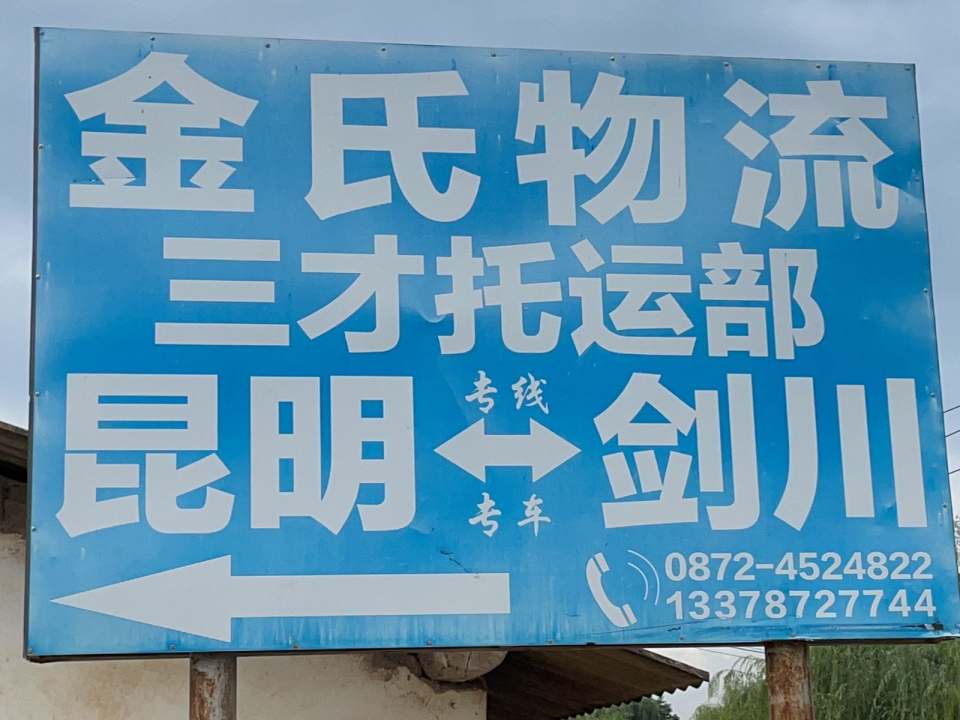 金氏物流
三才托运部
专线
昆明 剑川
专车
0872-4524822
13378727744